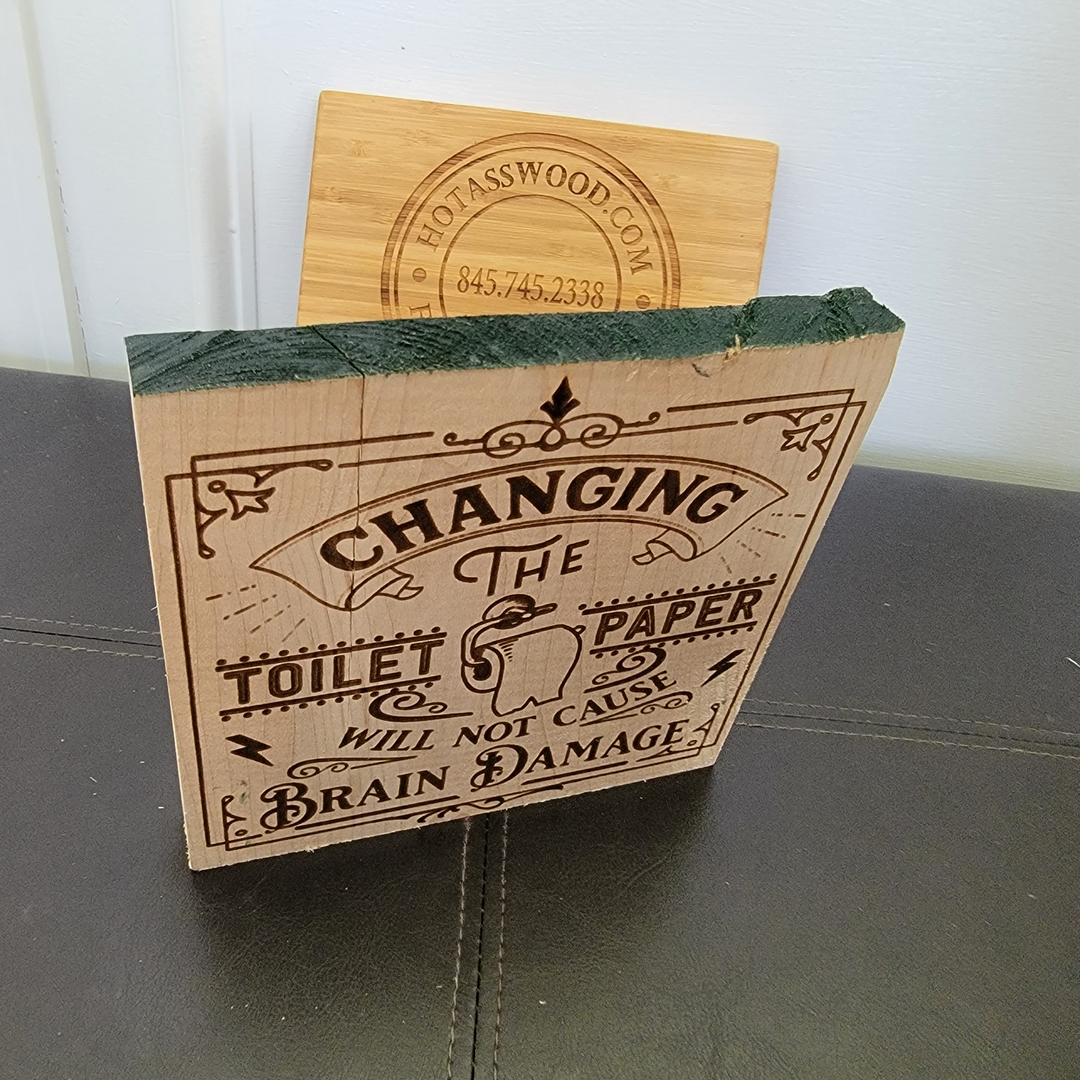 HOTASSWOOD.COM
845.745.2338
CHANGING
THE
TOILET PAPER
WILL NOT CAUSE
BRAIN DAMAGE